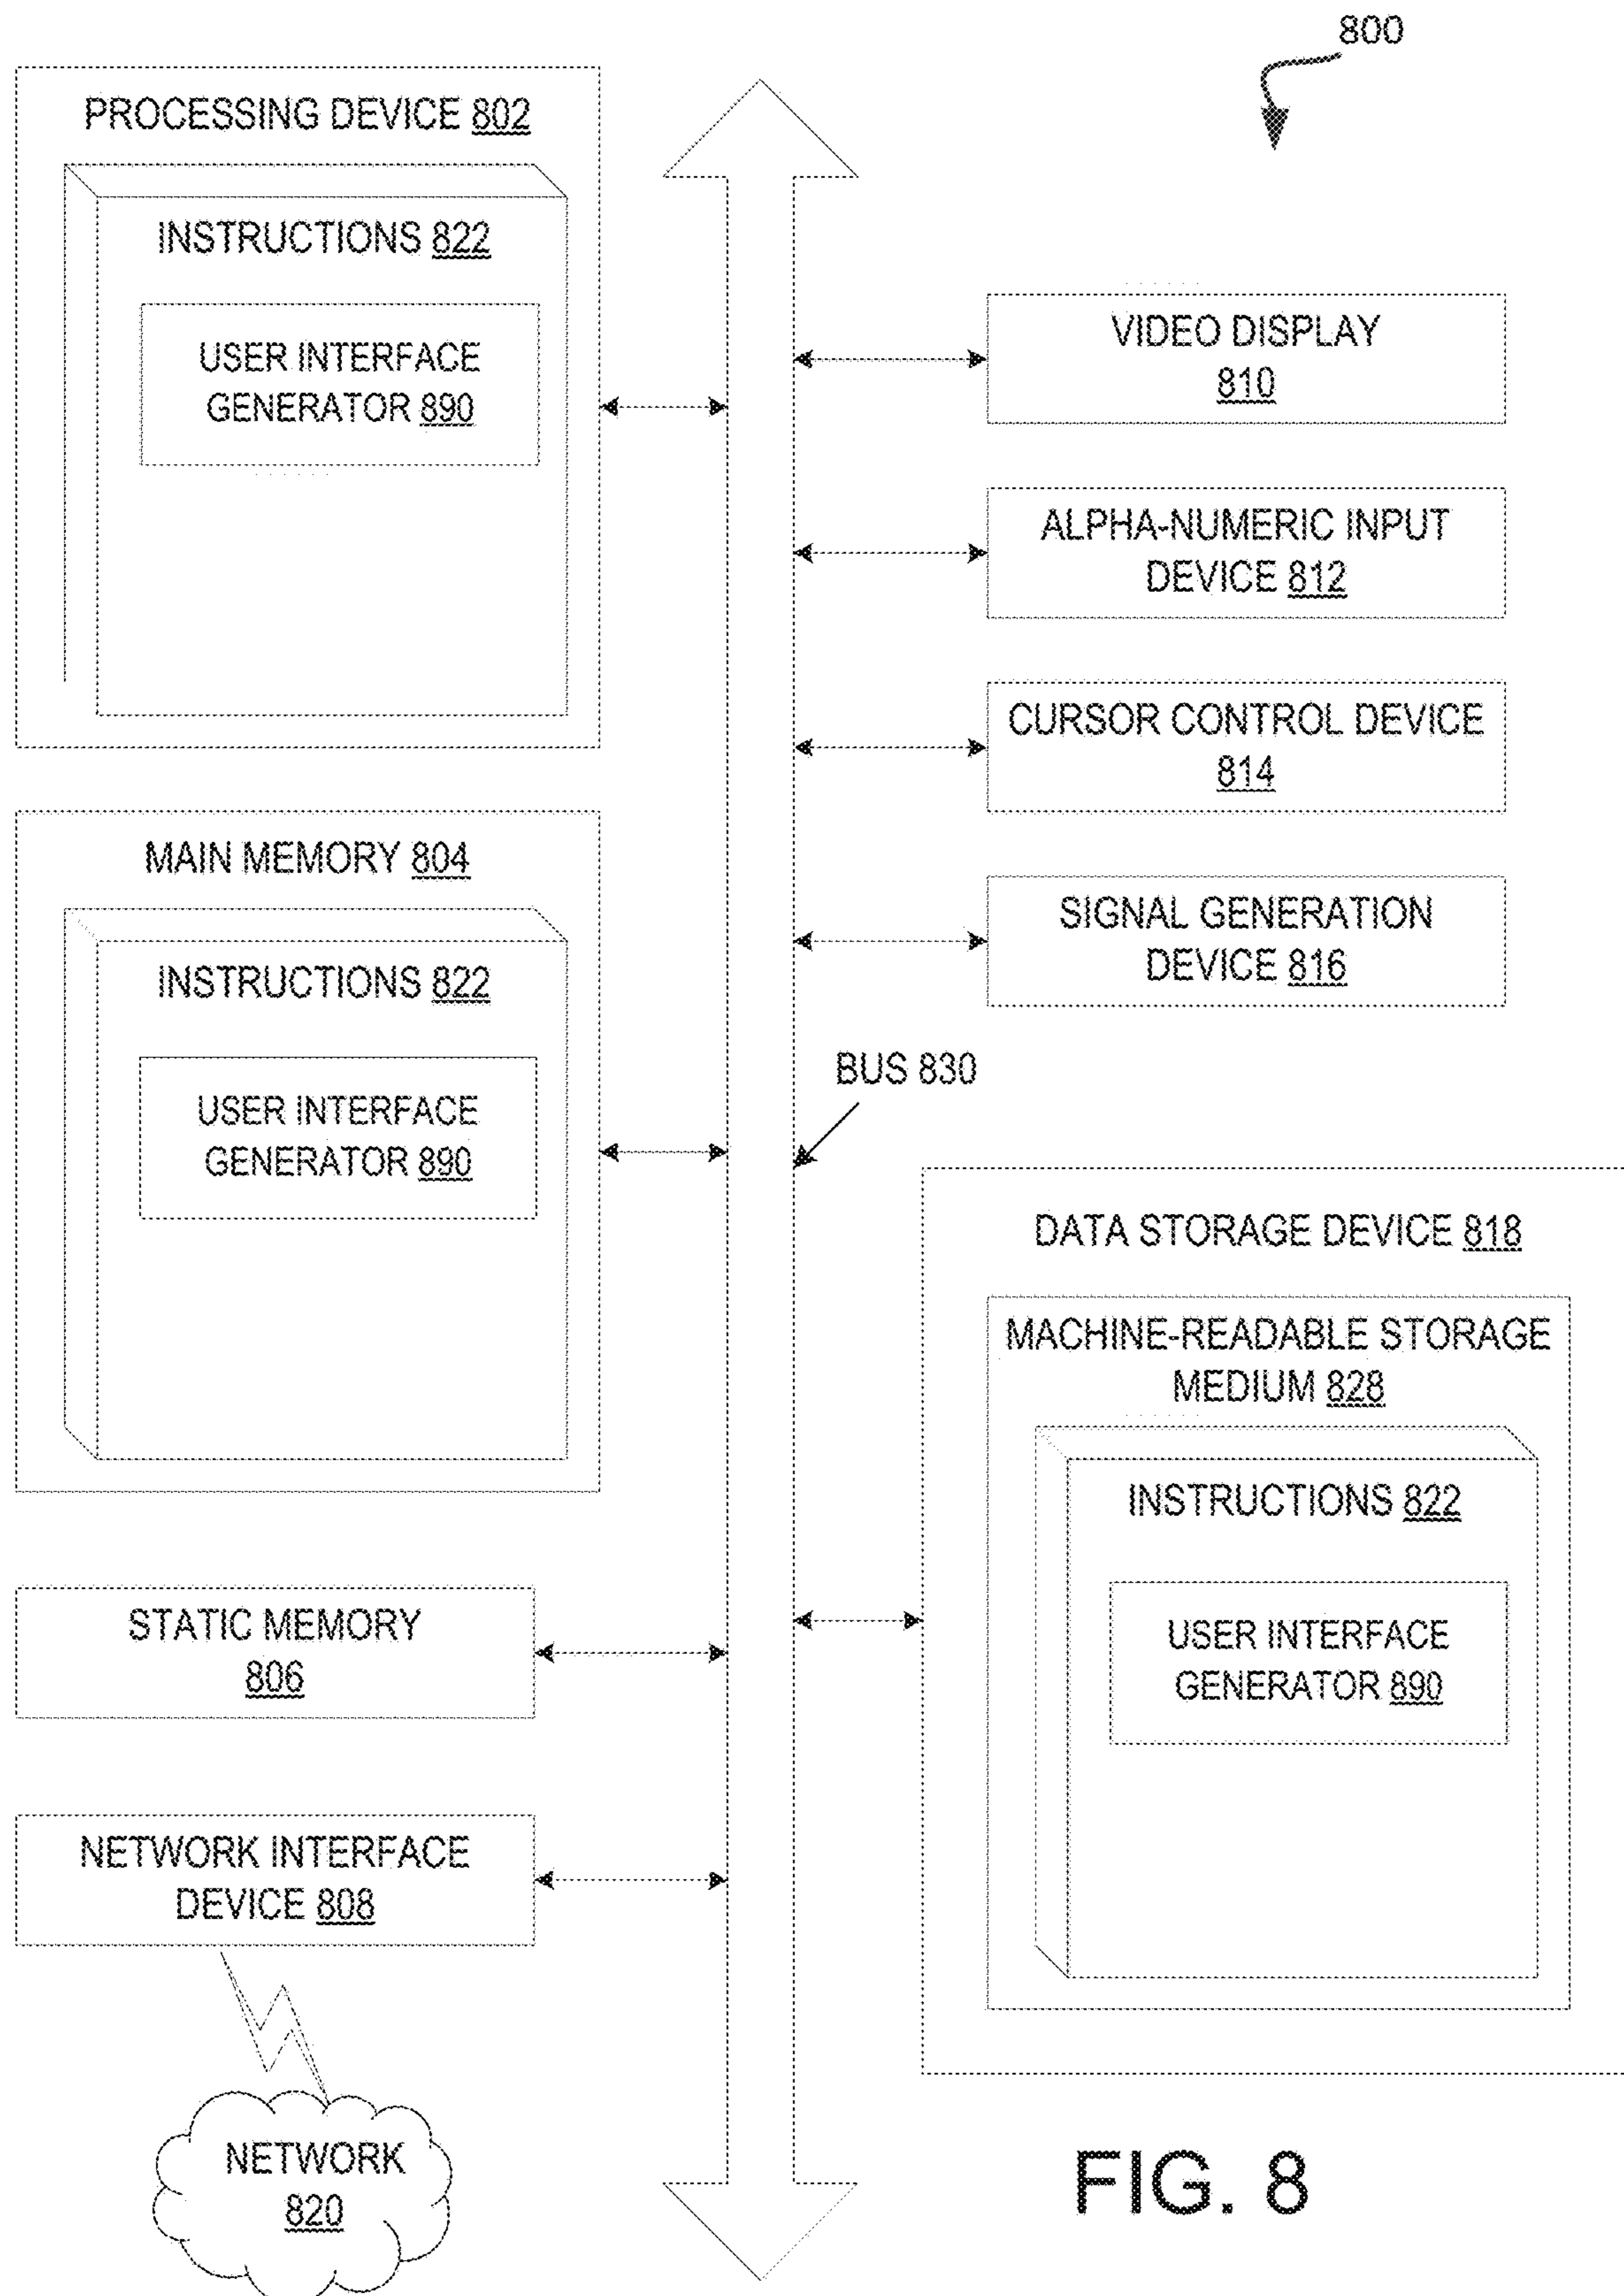 800
PROCESSING DEVICE 802
INSTRUCTIONS 822
USER INTERFACE
GENERATOR 890
MAIN MEMORY 804
INSTRUCTIONS 822
USER INTERFACE
GENERATOR 890
STATIC MEMORY
806
NETWORK INTERFACE
DEVICE 808
NETWORK
820
VIDEO DISPLAY
810
ALPHA-NUMERIC INPUT
DEVICE 812
CURSOR CONTROL DEVICE
814
SIGNAL GENERATION
DEVICE 816
BUS 830
DATA STORAGE DEVICE 818
MACHINE-READABLE STORAGE
MEDIUM 828
INSTRUCTIONS 822
USER INTERFACE
GENERATOR 890
FIG. 8